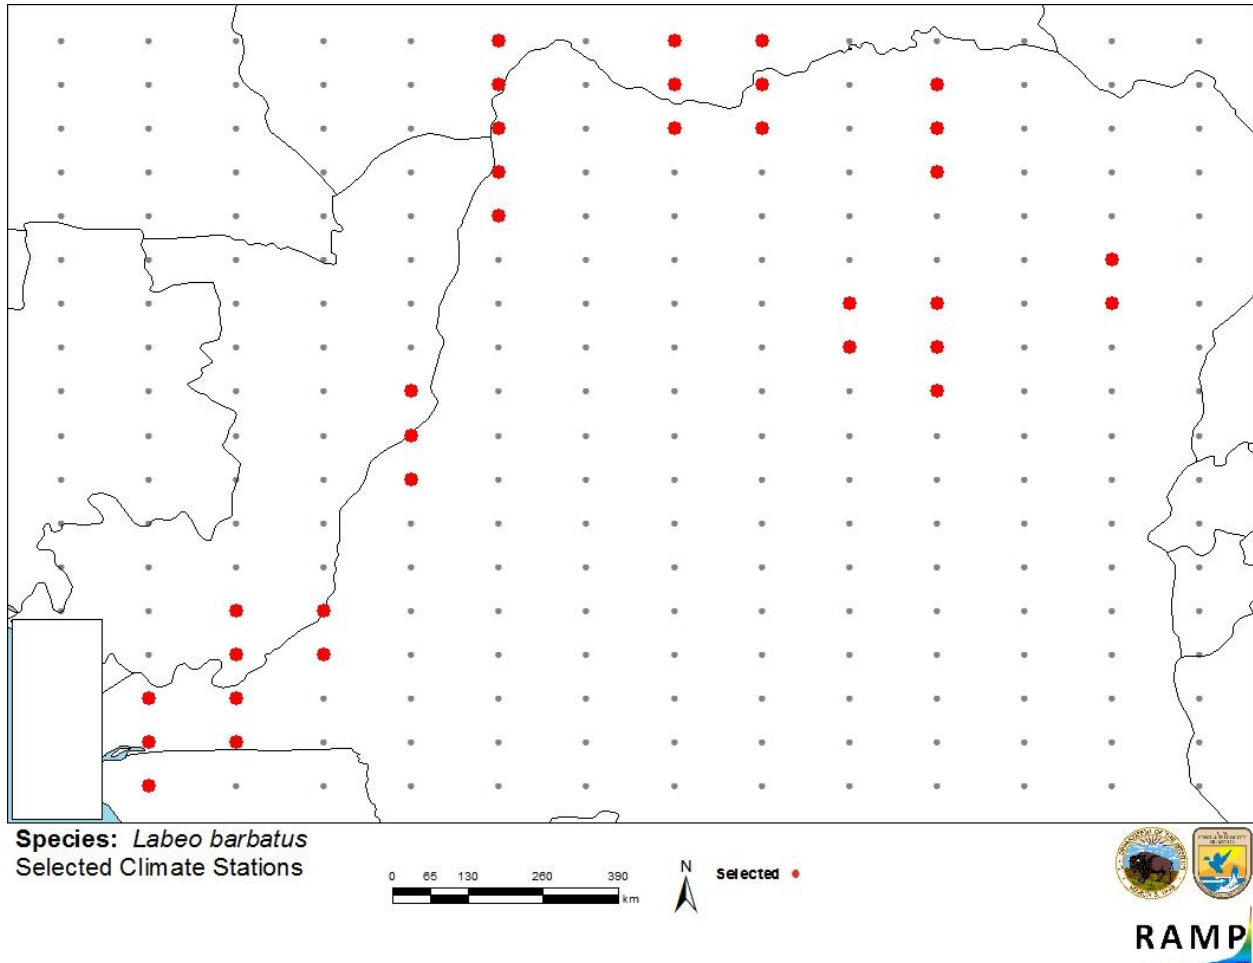 Species: Labeo barbatus
Selected Climate Stations
0 65 130 260 390
km
N
Selected
RAMP